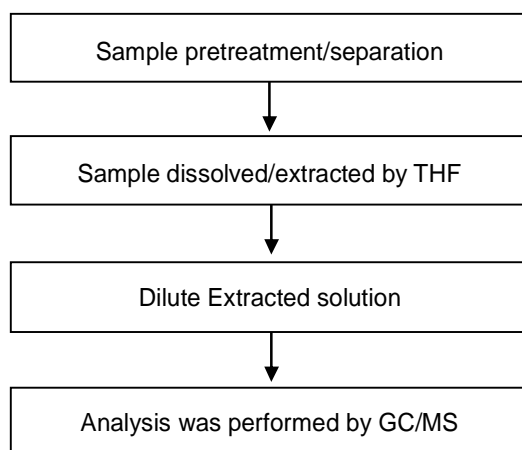 Sample pretreatment/separation
Sample dissolved/extracted by THF
Dilute Extracted solution
Analysis was performed by GC/MS